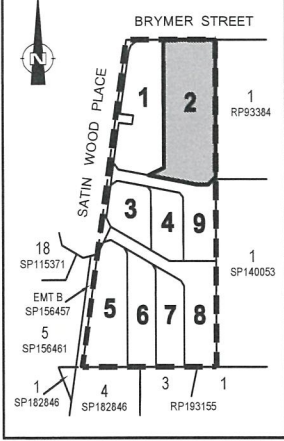 BRYMER STREET
N
SATIN WOOD PLACE
1
2
1
RP93384
3
4
9
18
SP115371
1
SP140053
EMT B
SP156457
5
6
7
8
5
SP156461
1
SP182846
4
SP182846
3
RP193155
1